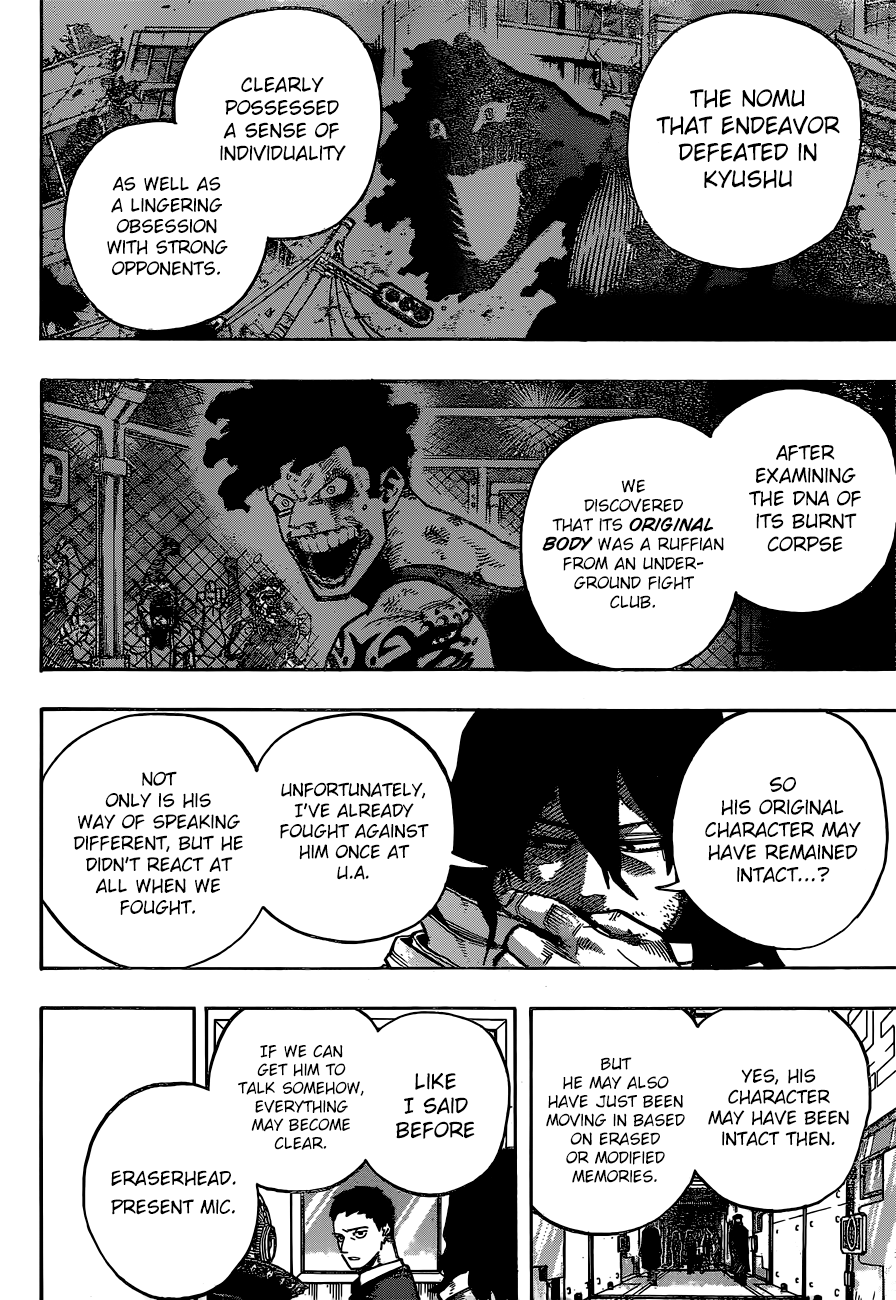 THE NOMU
THAT ENDEAVOR
DEFEATED IN
KYUSHU
CLEARLY
POSSESSED
A SENSE OF
INDIVIDUALITY
AS WELL AS
A LINGERING
OBSESSION
WITH STRONG
OPPONENTS.
AFTER
EXAMINING
THE DNA OF
ITS BURNT
CORPSE
WE
DISCOVERED
THAT ITS ORIGINAL
BODY WAS A RUFFIAN
FROM AN UNDER-
GROUND FIGHT
CLUB.
G
SO
HIS ORIGINAL
CHARACTER MAY
HAVE REMAINED
INTACT...?
UNFORTUNATELY,
I'VE ALREADY
FOUGHT AGAINST
HIM ONCE AT
U.A.
NOT
ONLY IS HIS
WAY OF SPEAKING
DIFFERENT, BUT HE
DIDN'T REACT AT
ALL WHEN WE
FOUGHT.
YES, HIS
CHARACTER
MAY HAVE BEEN
INTACT THEN.
BUT
HE MAY ALSO
HAVE JUST BEEN
MOVING IN BASED
ON ERASED
OR MODIFIED
MEMORIES.
LIKE
I SAID
BEFORE
IF WE CAN
GET HIM TO
TALK SOMEHOW,
EVERYTHING
MAY BECOME
CLEAR.
ERASERHEAD.
PRESENT MIC.